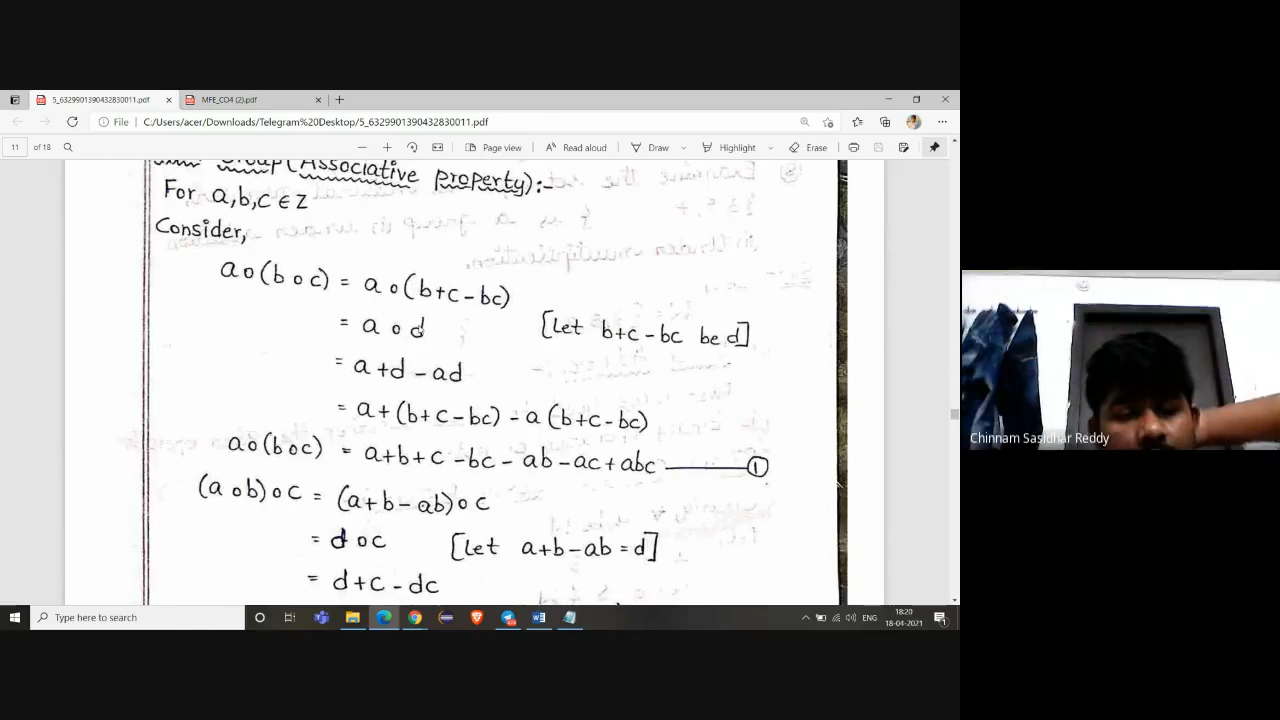 5_6329901390432830011.pdf
MFE_CO4 (2).pdf
File
C:/Users/acer/Downloads/Telegram%20Desktop/5_6329901390432830011.pdf
11 of 18
Page view
Read aloud
Draw
Highlight
Erase
Group (Associative property):-
For a, b, c ∈ Z
Consider,
a o (b o c) = a o (b+c-bc)
= a o d [Let b+c-bc be d]
= a+d-ad
= a+(b+c-bc)-a(b+c-bc)
a o (b o c) = a+b+c-bc-ab-ac+abc ——— ①
(a o b) o c = (a+b-ab) o c
= d o c [Let a+b-ab=d]
= d+c-dc
Chinnam Sasidhar Reddy
Type here to search
ENG
18:20
18-04-2021